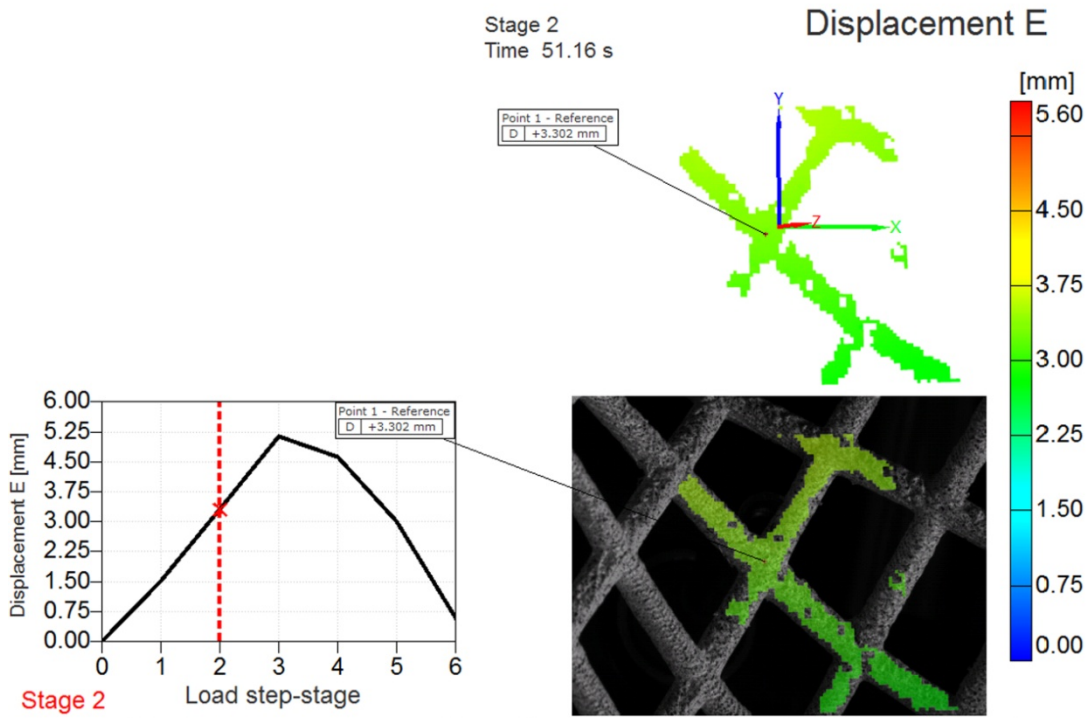 Stage 2
Time 51.16 s
Displacement E
[mm]
Point 1 - Reference
D +3.302 mm
Y
Z
X
5.60
4.50
3.75
3.00
2.25
1.50
0.75
0.00
Point 1 - Reference
D +3.302 mm
Displacement E [mm]
6.00
5.25
4.50
3.75
3.00
2.25
1.50
0.75
0.00
0 1 2 3 4 5 6
Stage 2
Load step-stage